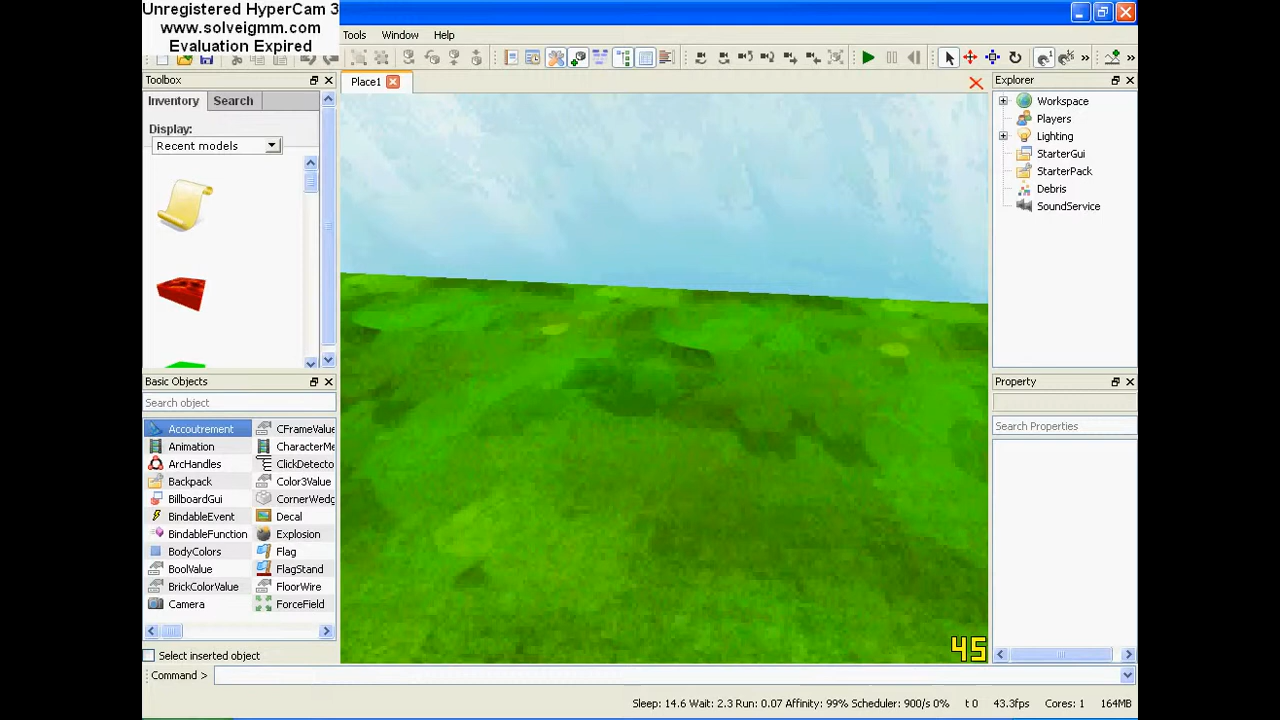 Unregistered HyperCam 3
www.solveigmm.com
Evaluation Expired
Tools Window Help
Toolbox
Place1
Explorer
Inventory Search
Display:
Recent models
Workspace
Players
Lighting
StarterGui
StarterPack
Debris
SoundService
Basic Objects
Search object
Accoutrement
Animation
ArcHandles
Backpack
BillboardGui
BindableEvent
BindableFunction
BodyColors
BoolValue
BrickColorValue
Camera
CFrameValue
CharacterMe
ClickDetecto
Color3Value
CornerWedg
Decal
Explosion
Flag
FlagStand
FloorWire
ForceField
Property
Search Properties
45
Select inserted object
Command >
Sleep: 14.6 Wait: 2.3 Run: 0.07 Affinity: 99% Scheduler: 900/s 0% t 0 43.3fps Cores: 1 164MB